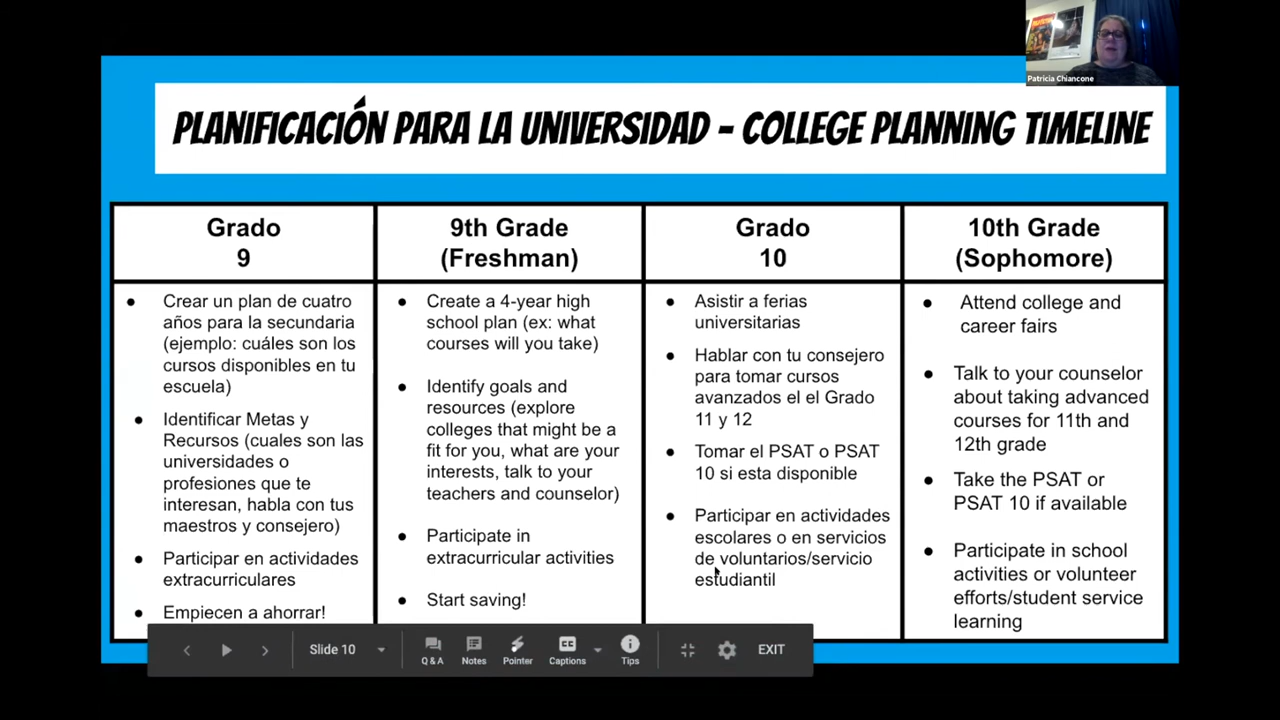 Patricia Chiancone
PLANIFICACIÓN PARA LA UNIVERSIDAD - COLLEGE PLANNING TIMELINE
Grado
9
• Crear un plan de cuatro
años para la secundaria
(ejemplo: cuáles son los
cursos disponibles en tu
escuela)
• Identificar Metas y
Recursos (cuales son las
universidades o
profesiones que te
interesan, habla con tus
maestros y consejero)
• Participar en actividades
extracurriculares
• Empiecen a ahorrar!
9th Grade
(Freshman)
• Create a 4-year high
school plan (ex: what
courses will you take)
• Identify goals and
resources (explore
colleges that might be a
fit for you, what are your
interests, talk to your
teachers and counselor)
• Participate in
extracurricular activities
• Start saving!
Grado
10
• Asistir a ferias
universitarias
• Hablar con tu consejero
para tomar cursos
avanzados el el Grado
11 y 12
• Tomar el PSAT o PSAT
10 si esta disponible
• Participar en actividades
escolares o en servicios
de voluntarios/servicio
estudiantil
10th Grade
(Sophomore)
• Attend college and
career fairs
• Talk to your counselor
about taking advanced
courses for 11th and
12th grade
• Take the PSAT or
PSAT 10 if available
• Participate in school
activities or volunteer
efforts/student service
learning
Slide 10
Q & A
Notes
Pointer
Captions
Tips
EXIT